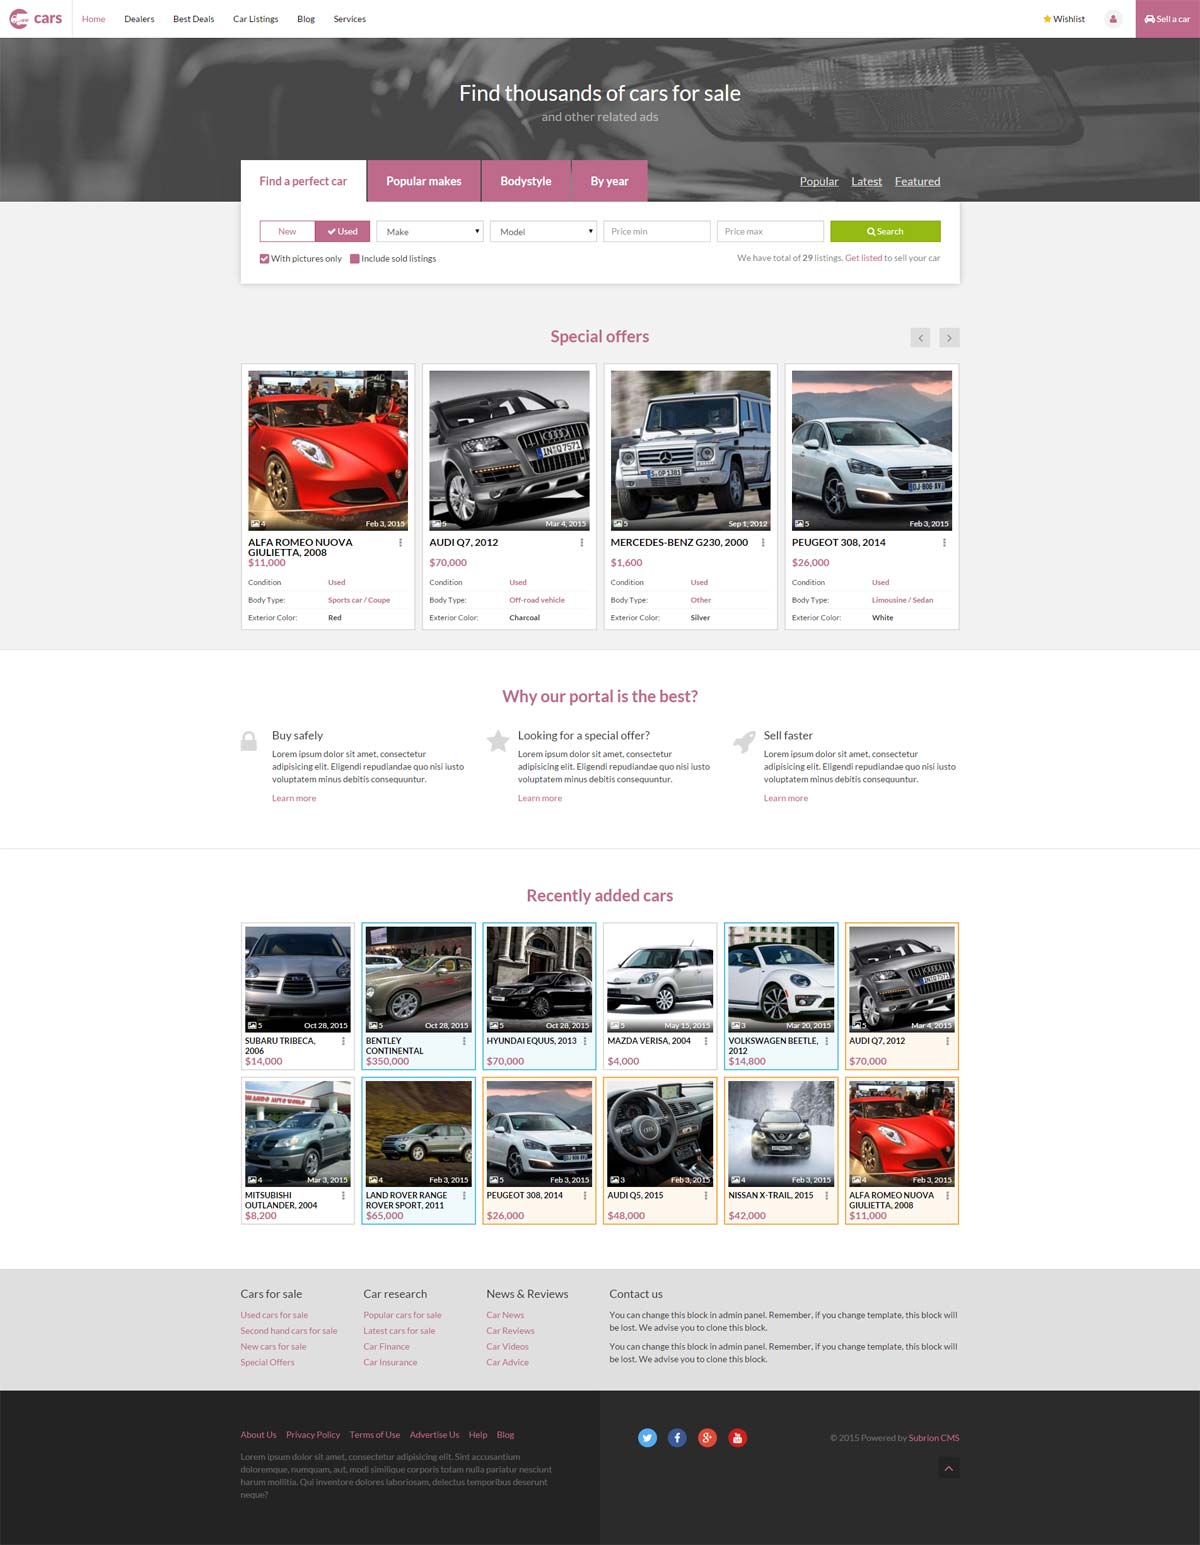 cars
Home
Dealers
Best Deals
Car Listings
Blog
Services
Wishlist
Sell a car
Find thousands of cars for sale
and other related ads
Find a perfect car
Popular makes
Bodystyle
By year
Popular
Latest
Featured
New
Used
Make
Model
Price min
Price max
Search
With pictures only
Include sold listings
We have total of 29 listings. Get listed to sell your car
Special offers
4
Feb 3, 2015
ALFA ROMEO NUOVA
GIULIETTA, 2008
$11,000
Condition Used
Body Type: Sports car / Coupe
Exterior Color: Red
IN Q 7571
5
Mar 4, 2015
AUDI Q7, 2012
$70,000
Condition Used
Body Type: Off-road vehicle
Exterior Color: Charcoal
S OP 1381
5
Sep 1, 2012
MERCEDES-BENZ G230, 2000
$1,600
Condition Used
Body Type: Other
Exterior Color: Silver
DJ 806 AV
5
Feb 3, 2015
PEUGEOT 308, 2014
$26,000
Condition Used
Body Type: Limousine / Sedan
Exterior Color: White
Why our portal is the best?
Buy safely
Lorem ipsum dolor sit amet, consectetur
adipisicing elit. Eligendi repudiandae quo nisi iusto
voluptatem minus debitis consequuntur.
Learn more
Looking for a special offer?
Lorem ipsum dolor sit amet, consectetur
adipisicing elit. Eligendi repudiandae quo nisi iusto
voluptatem minus debitis consequuntur.
Learn more
Sell faster
Lorem ipsum dolor sit amet, consectetur
adipisicing elit. Eligendi repudiandae quo nisi iusto
voluptatem minus debitis consequuntur.
Learn more
Recently added cars
5
Oct 28, 2015
SUBARU TRIBECA,
2006
$14,000
5
Oct 28, 2015
BENTLEY
CONTINENTAL
$350,000
5
Oct 28, 2015
HYUNDAI EQUUS, 2013
$70,000
5
May 15, 2015
MAZDA VERISA, 2004
$4,000
3
Mar 20, 2015
VOLKSWAGEN BEETLE,
2012
$14,800
5
Mar 4, 2015
AUDI Q7, 2012
$70,000
4
Mar 3, 2015
MITSUBISHI
OUTLANDER, 2004
$8,200
4
Feb 3, 2015
LAND ROVER RANGE
ROVER SPORT, 2011
$65,000
5
Feb 3, 2015
PEUGEOT 308, 2014
$26,000
3
Feb 3, 2015
AUDI Q5, 2015
$48,000
4
Feb 3, 2015
NISSAN X-TRAIL, 2015
$42,000
4
Feb 3, 2015
ALFA ROMEO NUOVA
GIULIETTA, 2008
$11,000
Cars for sale
Used cars for sale
Second hand cars for sale
New cars for sale
Special Offers
Car research
Popular cars for sale
Latest cars for sale
Car Finance
Car Insurance
News & Reviews
Car News
Car Reviews
Car Videos
Car Advice
Contact us
You can change this block in admin panel. Remember, if you change template, this block will
be lost. We advise you to clone this block.
You can change this block in admin panel. Remember, if you change template, this block will
be lost. We advise you to clone this block.
About Us
Privacy Policy
Terms of Use
Advertise Us
Help
Blog
Lorem ipsum dolor sit amet, consectetur adipisicing elit. Sint accusantium
doloremque, numquam, aut, modi similique corporis totam nulla pariatur nesciunt
harum mollitia. Qui inventore dolores laboriosam, delectus temporibus deserunt
neque?
© 2015 Powered by Subrion CMS